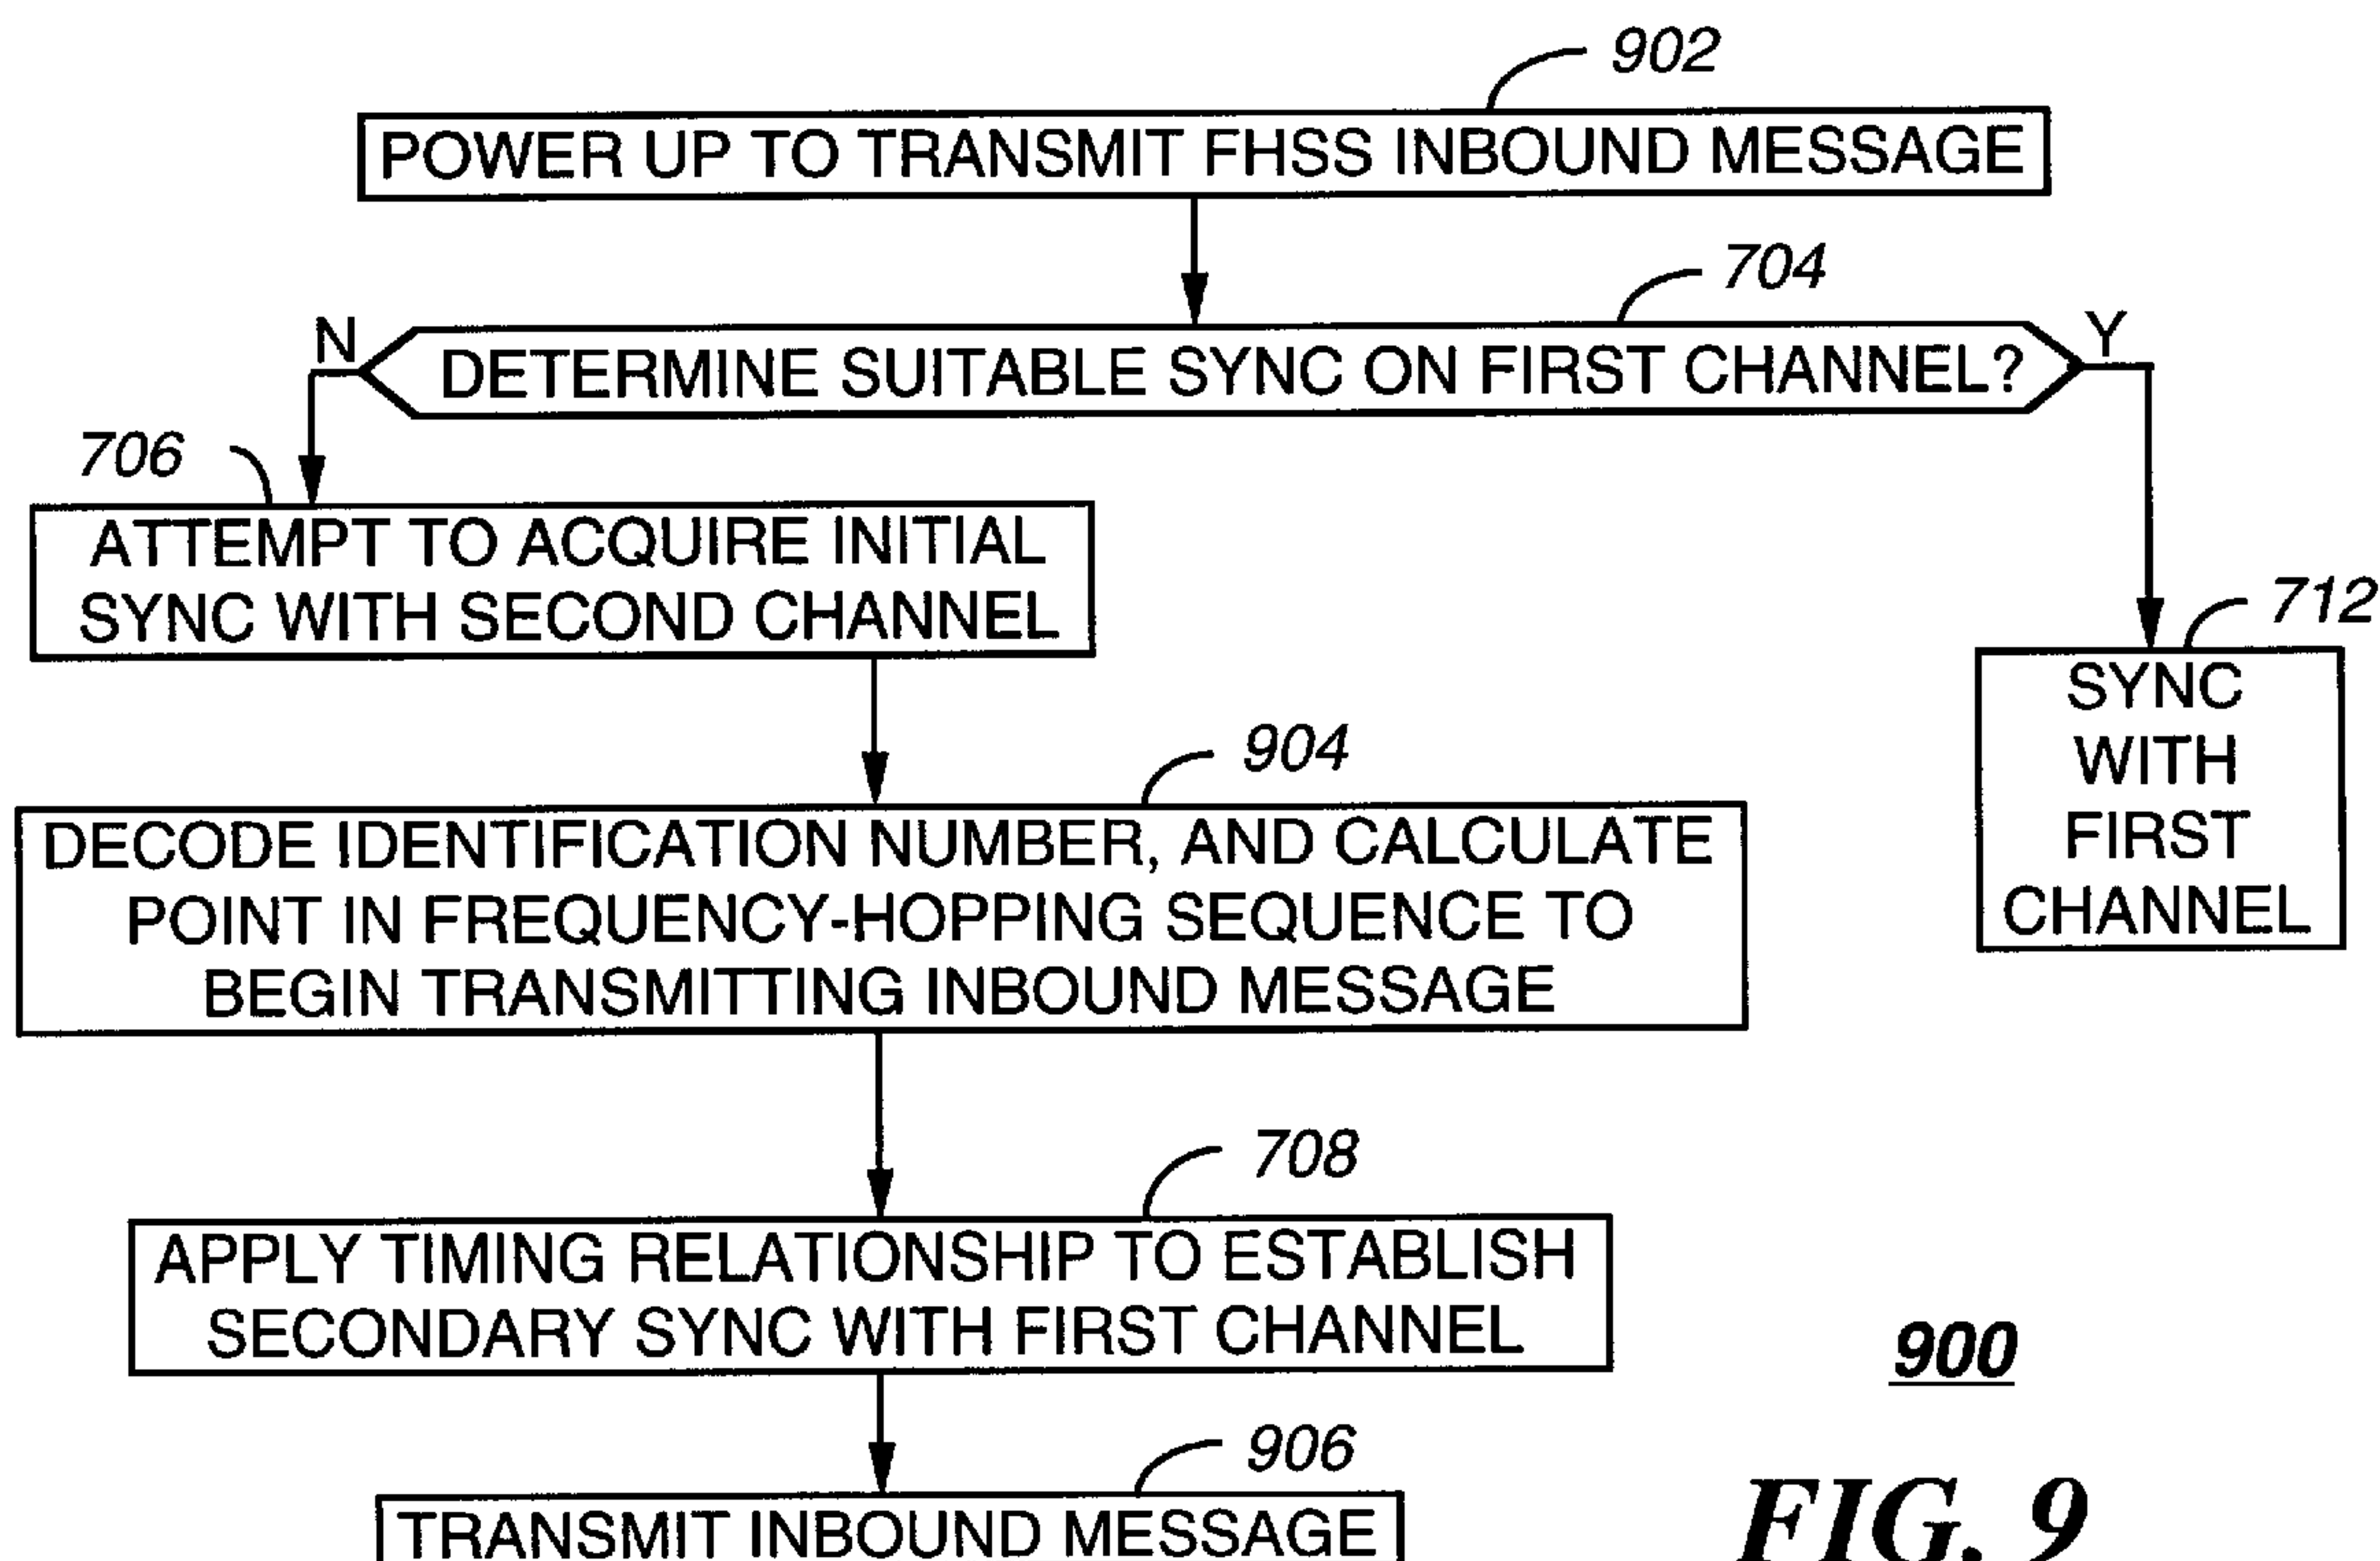 902
POWER UP TO TRANSMIT FHSS INBOUND MESSAGE
704
N
DETERMINE SUITABLE SYNC ON FIRST CHANNEL?
Y
706
ATTEMPT TO ACQUIRE INITIAL
SYNC WITH SECOND CHANNEL
712
SYNC
WITH
FIRST
CHANNEL
904
DECODE IDENTIFICATION NUMBER, AND CALCULATE
POINT IN FREQUENCY-HOPPING SEQUENCE TO
BEGIN TRANSMITTING INBOUND MESSAGE
708
APPLY TIMING RELATIONSHIP TO ESTABLISH
SECONDARY SYNC WITH FIRST CHANNEL
900
906
TRANSMIT INBOUND MESSAGE
FIG. 9